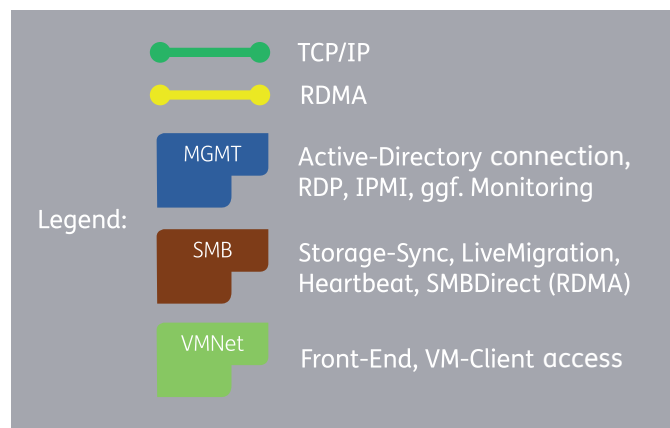 TCP/IP
RDMA
MGMT
Active-Directory connection,
RDP, IPMI, ggf. Monitoring
Legend:
SMB
Storage-Sync, LiveMigration,
Heartbeat, SMBDirect (RDMA)
VMNet
Front-End, VM-Client access